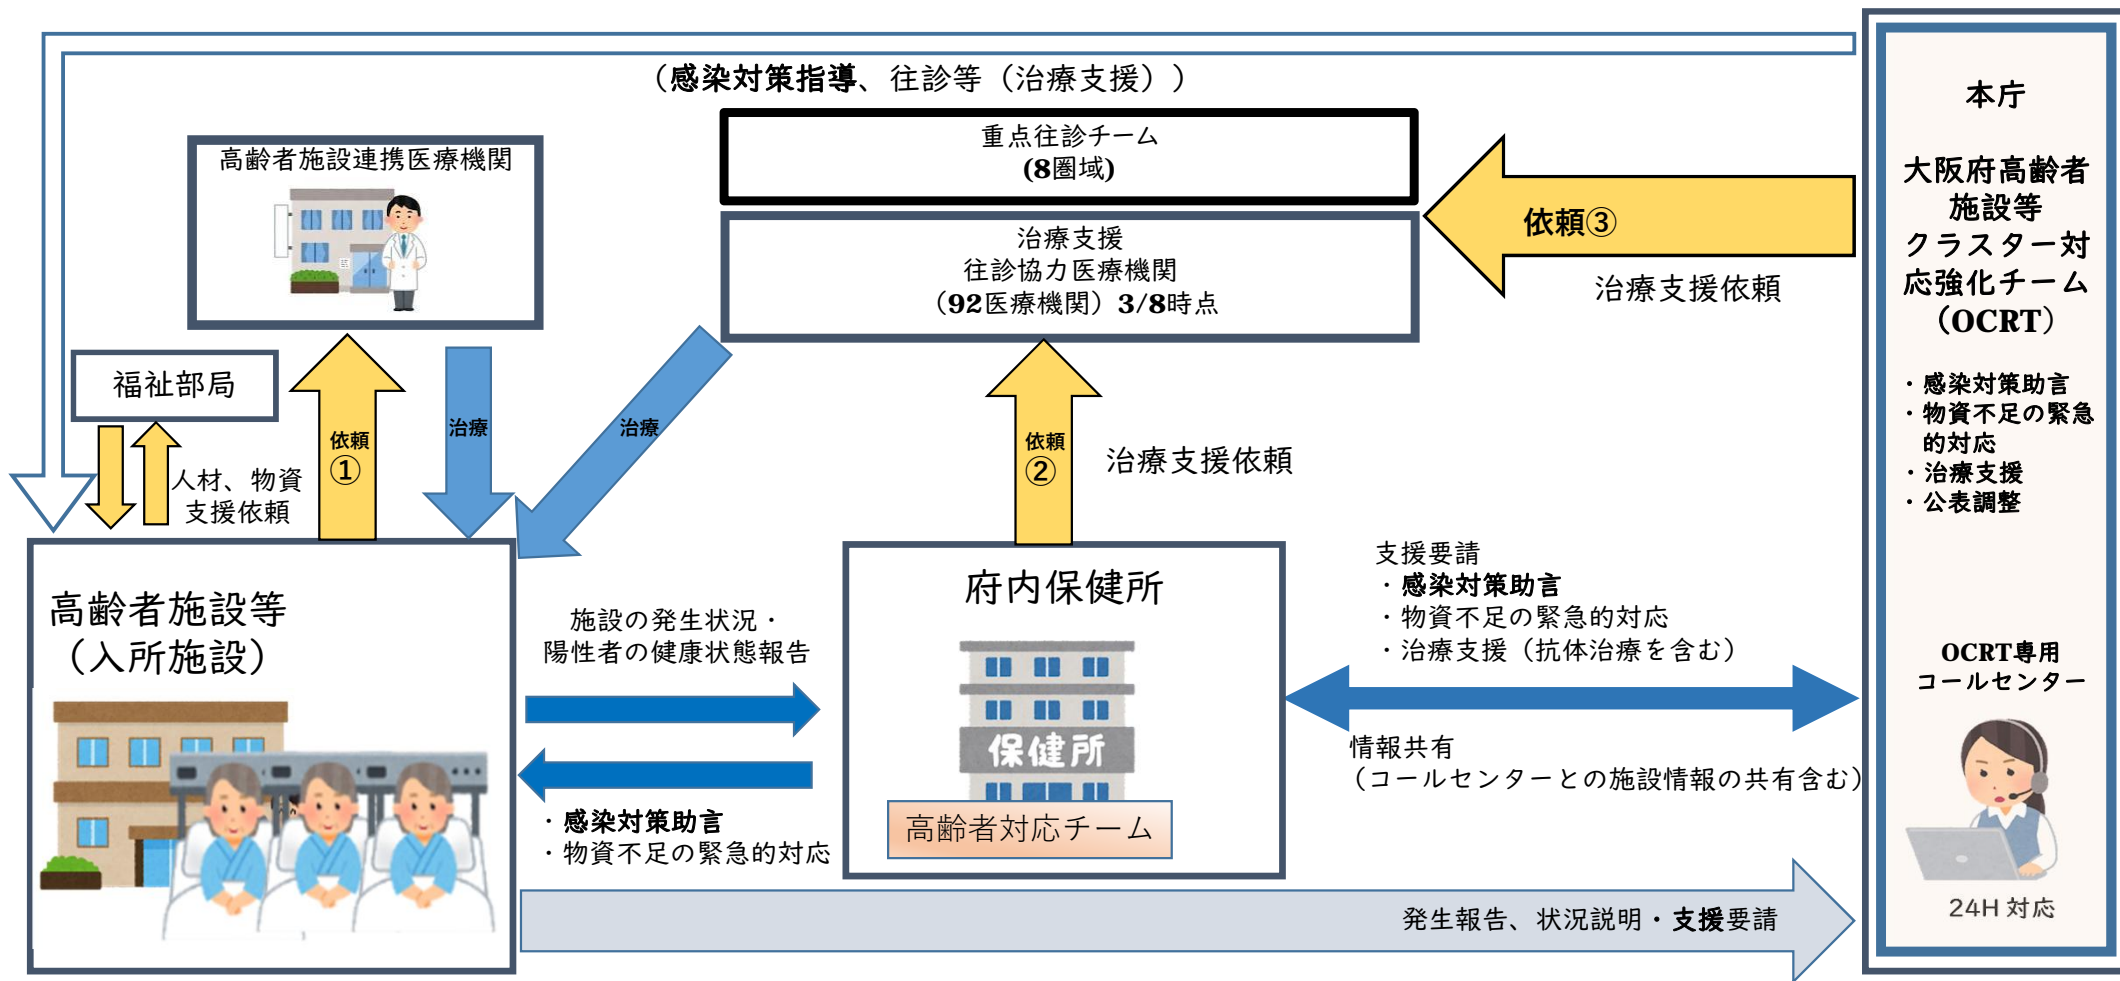 （感染対策指導、往診等（治療支援））
本庁
大阪府高齢者
施設等
クラスター対
応強化チーム
（OCRT）
・感染対策助言
・物資不足の緊急
的対応
・治療支援
・公表調整
OCRT専用
コールセンター
24H 対応
高齢者施設連携医療機関
重点往診チーム
(8圏域)
治療支援
往診協力医療機関
（92医療機関）3/8時点
依頼③
治療支援依頼
福祉部局
人材、物資
支援依頼
依頼
①
治療
治療
依頼
②
治療支援依頼
高齢者施設等
（入所施設）
施設の発生状況・
陽性者の健康状態報告
・感染対策助言
・物資不足の緊急的対応
府内保健所
保健所
高齢者対応チーム
支援要請
・感染対策助言
・物資不足の緊急的対応
・治療支援（抗体治療を含む）
情報共有
（コールセンターとの施設情報の共有含む）
発生報告、状況説明・支援要請